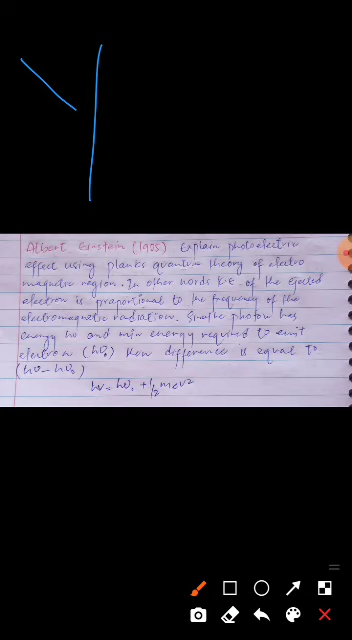 Albert Einstein (1905) Explain photoelectric
effect using planks quantum theory of electro
magnetic region. In other words K.E. of the ejected
electron is proportional to the frequency of the
electromagnetic radiation. Since photon has
energy hν and min energy required to emit
electron (hν₀) then difference is equal to
(hν - hν₀)
hν = hν₀ + 1/2 mev²